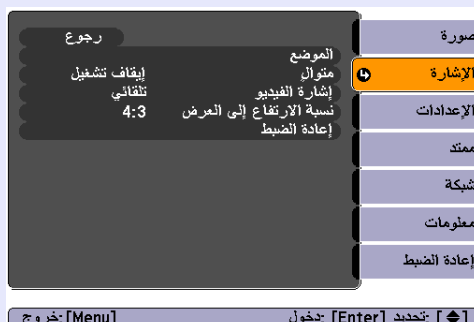 رجوع
الموضع
متوالٍ إيقاف تشغيل
إشارة الفيديو تلقائي
نسبة الارتفاع إلى العرض 4:3
إعادة الضبط
صورة
الإشارة
الإعدادات
ممتد
شبكة
معلومات
إعادة الضبط
[ ] :تحديد [Enter] :دخول [Menu] :خروج